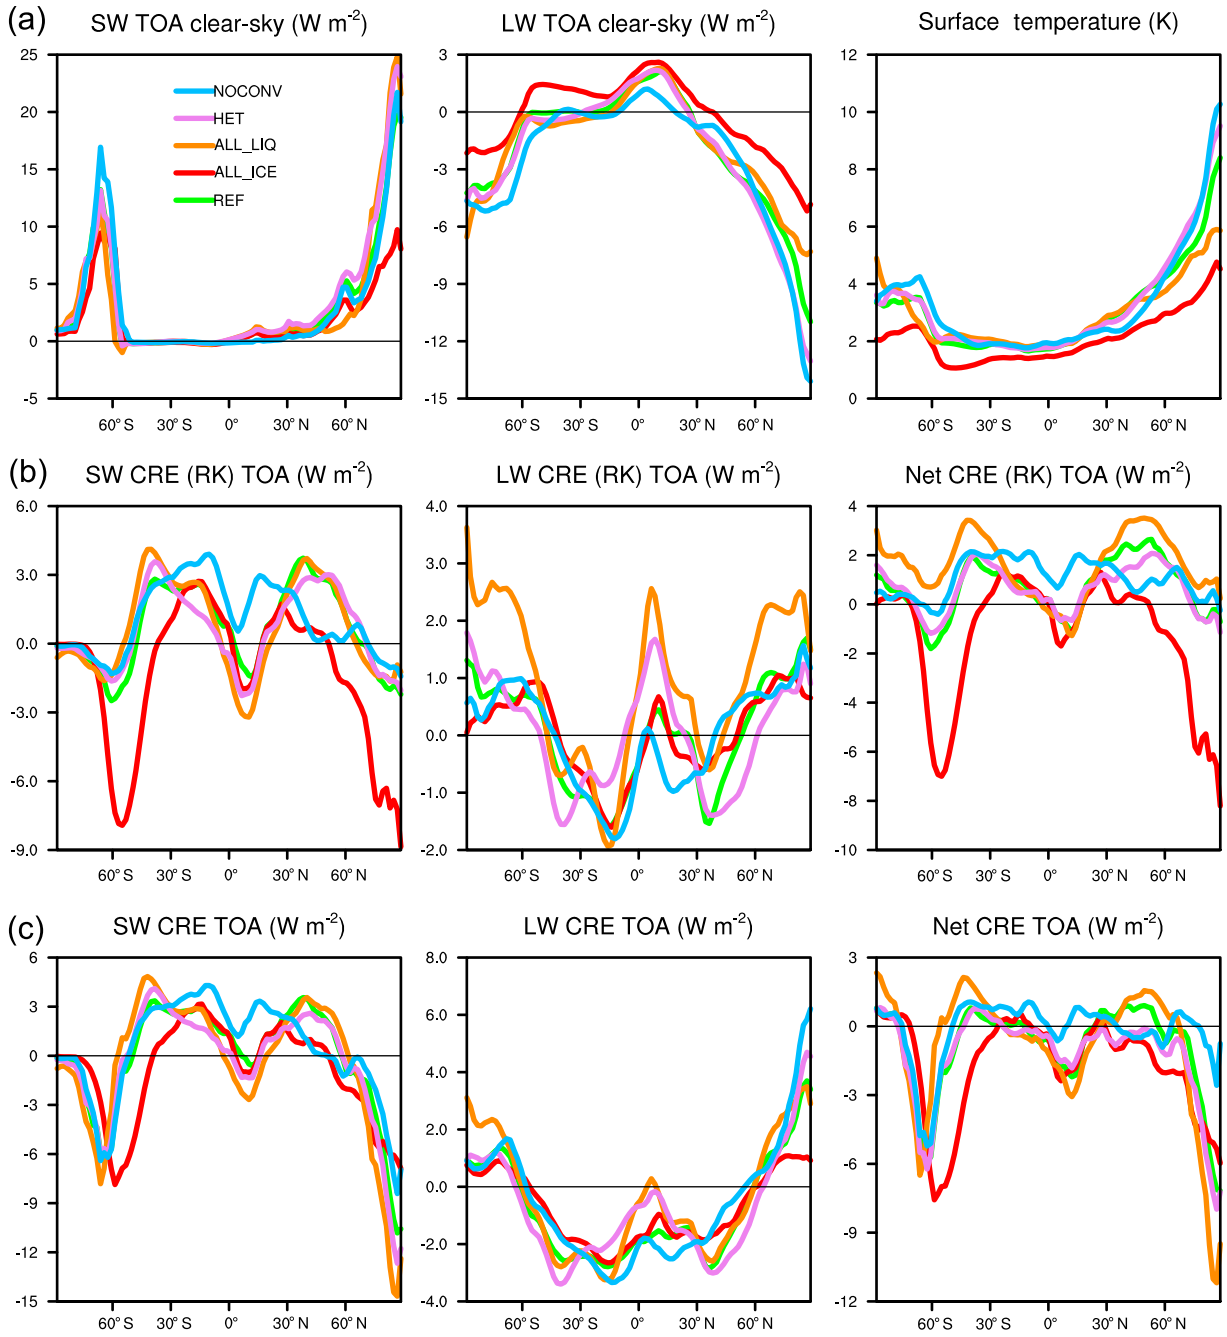 (a) SW TOA clear-sky (W m-2) LW TOA clear-sky (W m-2) Surface temperature (K)
25 3 12
20 0 10
15 -3 8
10 -6 6
5 -9 4
0 -12 2
-5 -15 0
NOCONV
HET
ALL_LIQ
ALL_ICE
REF
60° S 30° S 0° 30° N 60° N 60° S 30° S 0° 30° N 60° N 60° S 30° S 0° 30° N 60° N
(b) SW CRE (RK) TOA (W m-2) LW CRE (RK) TOA (W m-2) Net CRE (RK) TOA (W m-2)
6.0 4.0 4
3.0 3.0 2
0.0 2.0 0
-3.0 1.0 -2
-6.0 0.0 -4
-9.0 -1.0 -6
-2.0 -8
-10
60° S 30° S 0° 30° N 60° N 60° S 30° S 0° 30° N 60° N 60° S 30° S 0° 30° N 60° N
(c) SW CRE TOA (W m-2) LW CRE TOA (W m-2) Net CRE TOA (W m-2)
6 8.0 3
3 6.0 0
0 4.0 -3
-3 2.0 -6
-6 0.0 -9
-9 -2.0 -12
-12 -4.0
-15
60° S 30° S 0° 30° N 60° N 60° S 30° S 0° 30° N 60° N 60° S 30° S 0° 30° N 60° N